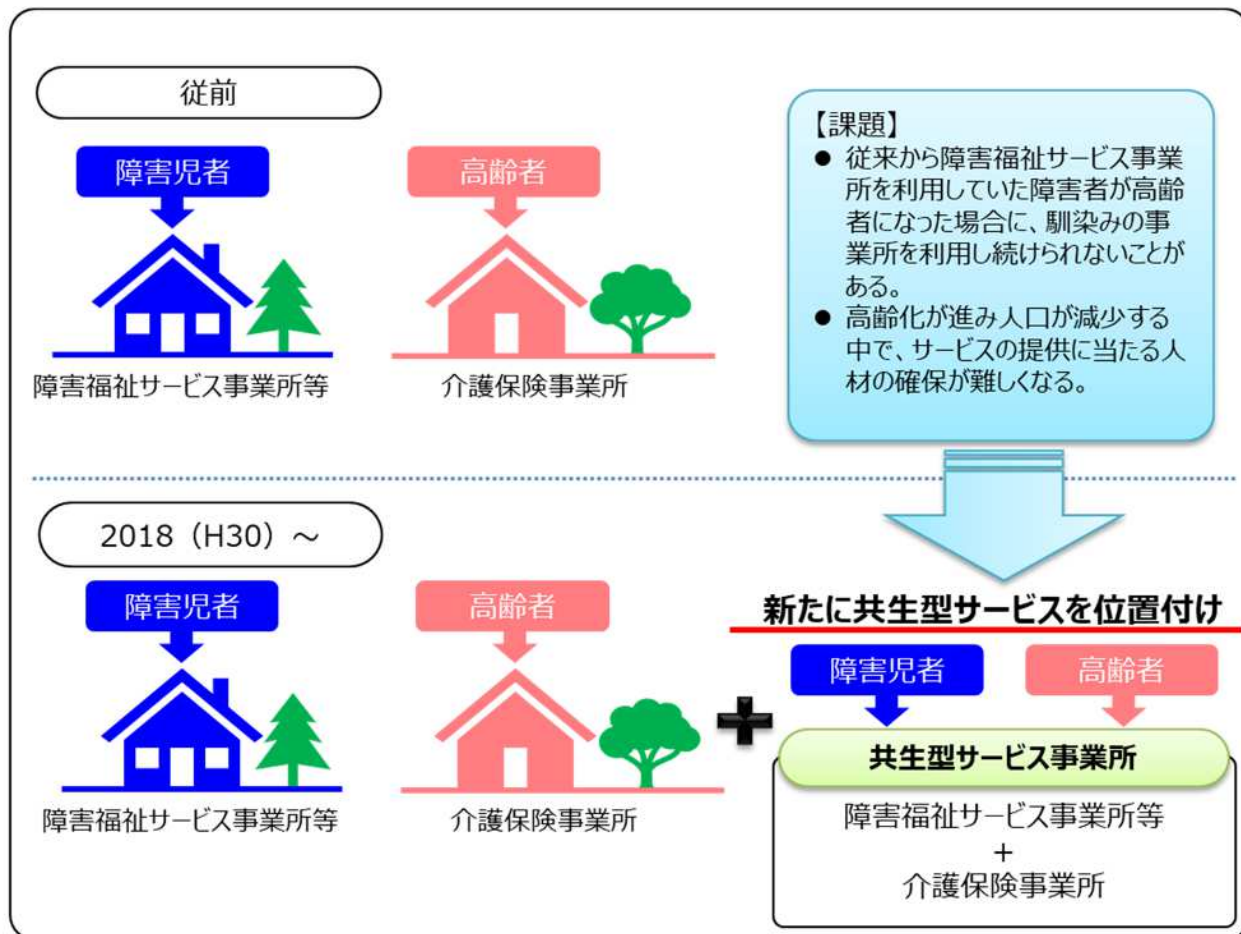 従前
障害児者
高齢者
障害福祉サービス事業所等
介護保険事業所
【課題】
● 従来から障害福祉サービス事業
所を利用していた障害者が高齢
者になった場合に、馴染みの事
業所を利用し続けられないことが
ある。
● 高齢化が進み人口が減少する
中で、サービスの提供に当たる人
材の確保が難しくなる。
2018（H30）～
障害児者
高齢者
障害福祉サービス事業所等
介護保険事業所
新たに共生型サービスを位置付け
障害児者
高齢者
共生型サービス事業所
障害福祉サービス事業所等
+
介護保険事業所